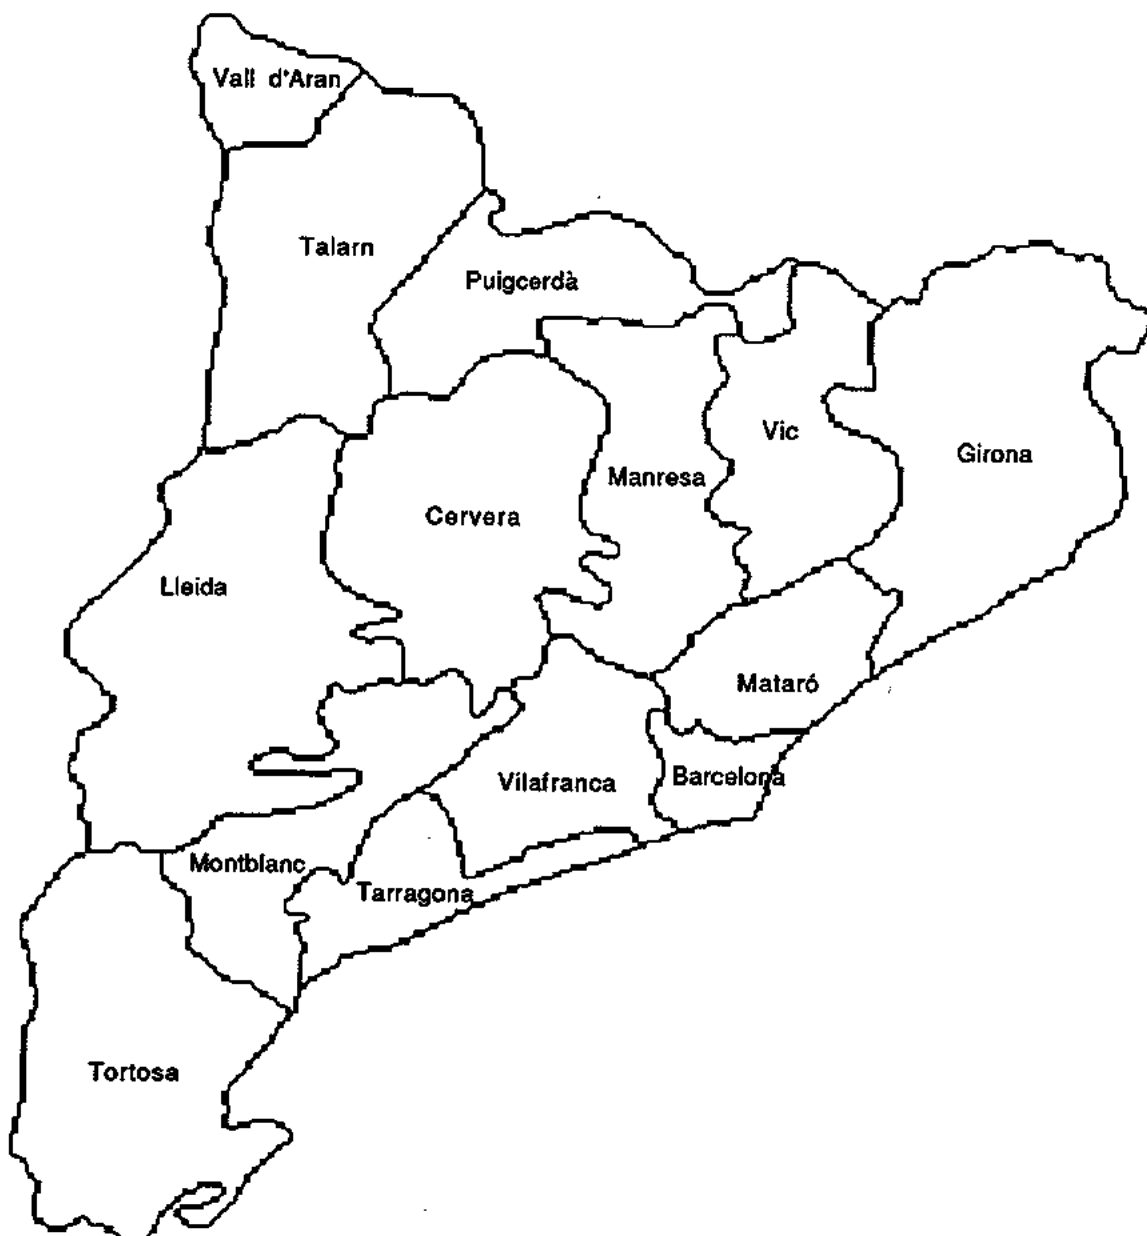 Vall d'Aran
Talarn
Puigcerdà
Vic
Girona
Manresa
Cervera
Lleida
Mataró
Barcelona
Vilafranca
Montblanc
Tarragona
Tortosa